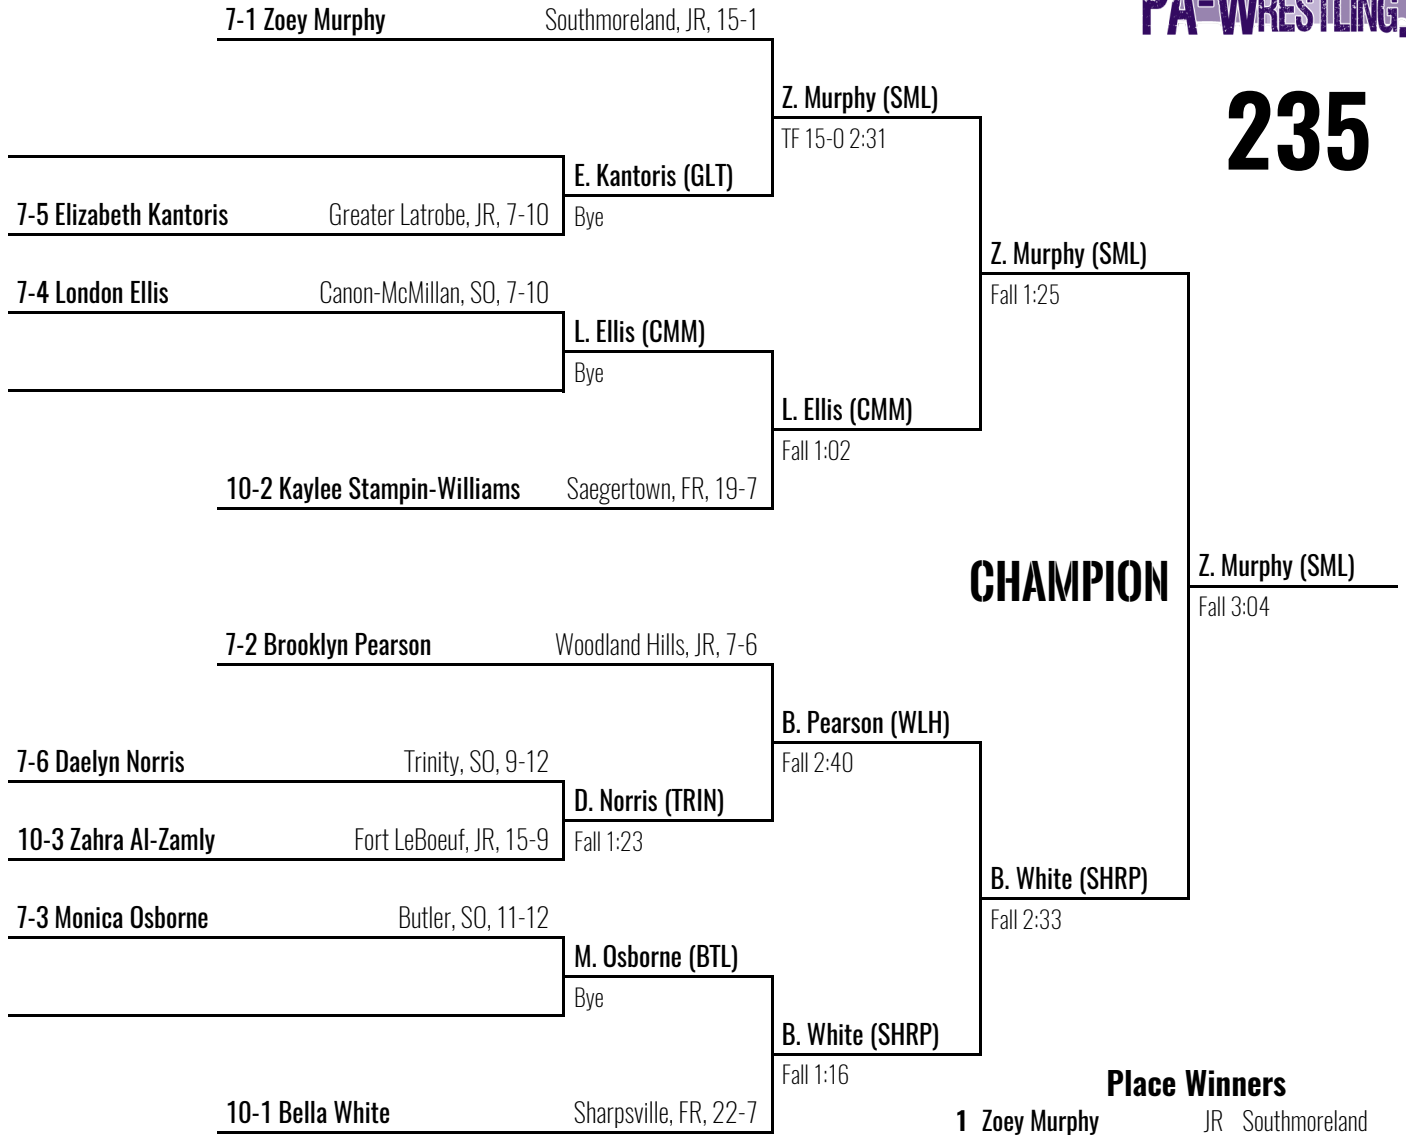 PA-WRESTLING.
235
7-1 Zoey Murphy Southmoreland, JR, 15-1
Z. Murphy (SML)
TF 15-0 2:31
E. Kantoris (GLT)
7-5 Elizabeth Kantoris Greater Latrobe, JR, 7-10
Bye
Z. Murphy (SML)
Fall 1:25
7-4 London Ellis Canon-McMillan, SO, 7-10
L. Ellis (CMM)
Bye
L. Ellis (CMM)
Fall 1:02
10-2 Kaylee Stampin-Williams Saegertown, FR, 19-7
CHAMPION
Z. Murphy (SML)
Fall 3:04
7-2 Brooklyn Pearson Woodland Hills, JR, 7-6
B. Pearson (WLH)
Fall 2:40
7-6 Daelyn Norris Trinity, SO, 9-12
D. Norris (TRIN)
Fall 1:23
10-3 Zahra Al-Zamly Fort LeBoeuf, JR, 15-9
B. White (SHRP)
Fall 2:33
7-3 Monica Osborne Butler, SO, 11-12
M. Osborne (BTL)
Bye
B. White (SHRP)
Fall 1:16
10-1 Bella White Sharpsville, FR, 22-7
Place Winners
1 Zoey Murphy JR Southmoreland